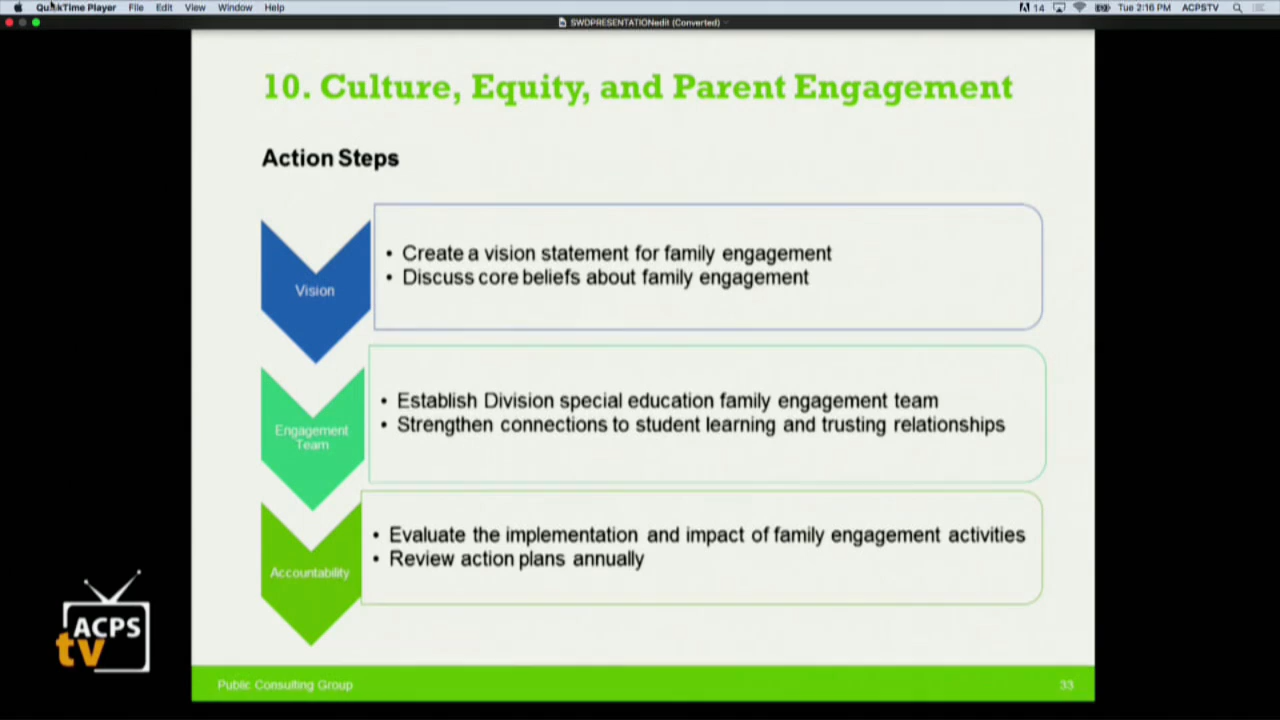 QuickTime Player File Edit View Window Help
14 Tue 2:16 PM ACPSTV
SWDPRESENTATIONedit (Converted)
10. Culture, Equity, and Parent Engagement
Action Steps
Vision
• Create a vision statement for family engagement
• Discuss core beliefs about family engagement
Engagement
Team
• Establish Division special education family engagement team
• Strengthen connections to student learning and trusting relationships
Accountability
• Evaluate the implementation and impact of family engagement activities
• Review action plans annually
ACPS
tv
Public Consulting Group
33